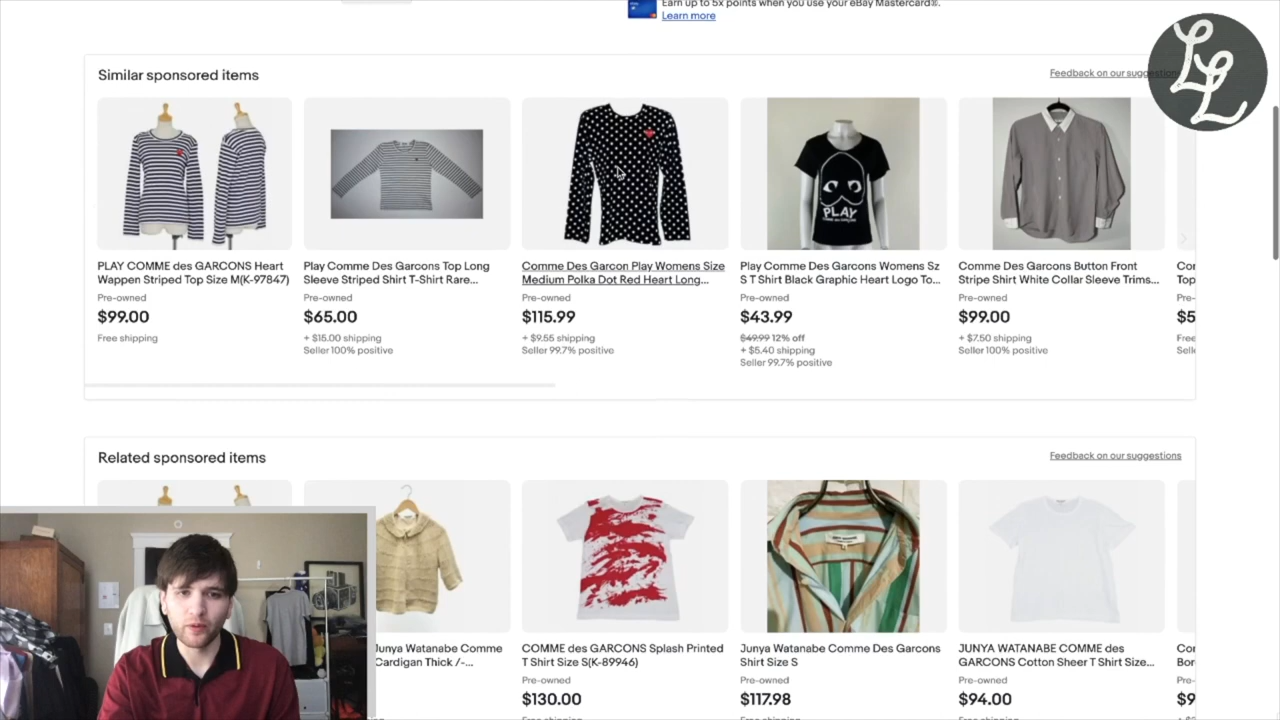 Earn up to 5x points when you use your eBay Mastercard®.
Learn more
LL
Similar sponsored items
Feedback on our suggestions
PLAY
PLAY COMME des GARCONS Heart
Wappen Striped Top Size M(K-97847)
Pre-owned
$99.00
Free shipping
Play Comme Des Garcons Top Long
Sleeve Striped Shirt T-Shirt Rare...
Pre-owned
$65.00
+ $15.00 shipping
Seller 100% positive
Comme Des Garcon Play Womens Size
Medium Polka Dot Red Heart Long...
Pre-owned
$115.99
+ $9.55 shipping
Seller 99.7% positive
Play Comme Des Garcons Womens Sz
S T Shirt Black Graphic Heart Logo To...
Pre-owned
$43.99
$49.99 12% off
+ $5.40 shipping
Seller 99.7% positive
Comme Des Garcons Button Front
Stripe Shirt White Collar Sleeve Trims...
Pre-owned
$99.00
+ $7.50 shipping
Seller 100% positive
Cor
Top
Pre-
$5
Free
Selle
Related sponsored items
Feedback on our suggestions
Junya Watanabe Comme
Cardigan Thick /-...
COMME des GARCONS Splash Printed
T Shirt Size S(K-89946)
Pre-owned
$130.00
Junya Watanabe Comme Des Garcons
Shirt Size S
Pre-owned
$117.98
JUNYA WATANABE COMME des
GARCONS Cotton Sheer T Shirt Size...
Pre-owned
$94.00
Cor
Bor
Pre-
$9